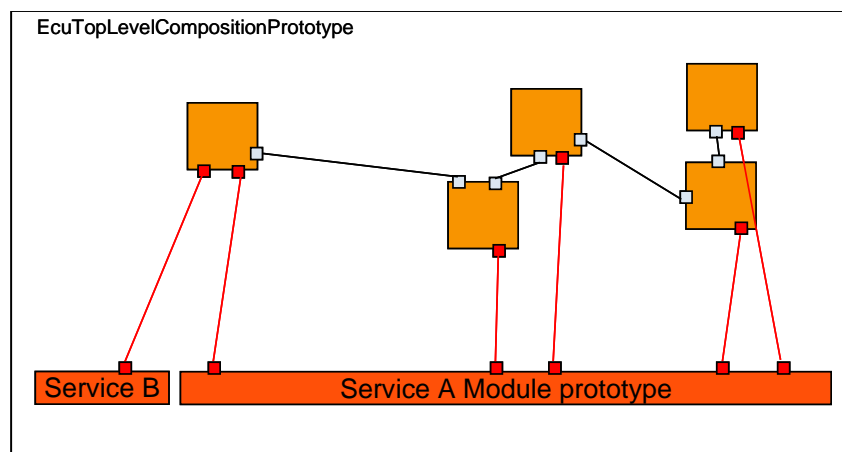 EcuTopLevelCompositionPrototype
Service B
Service A Module prototype